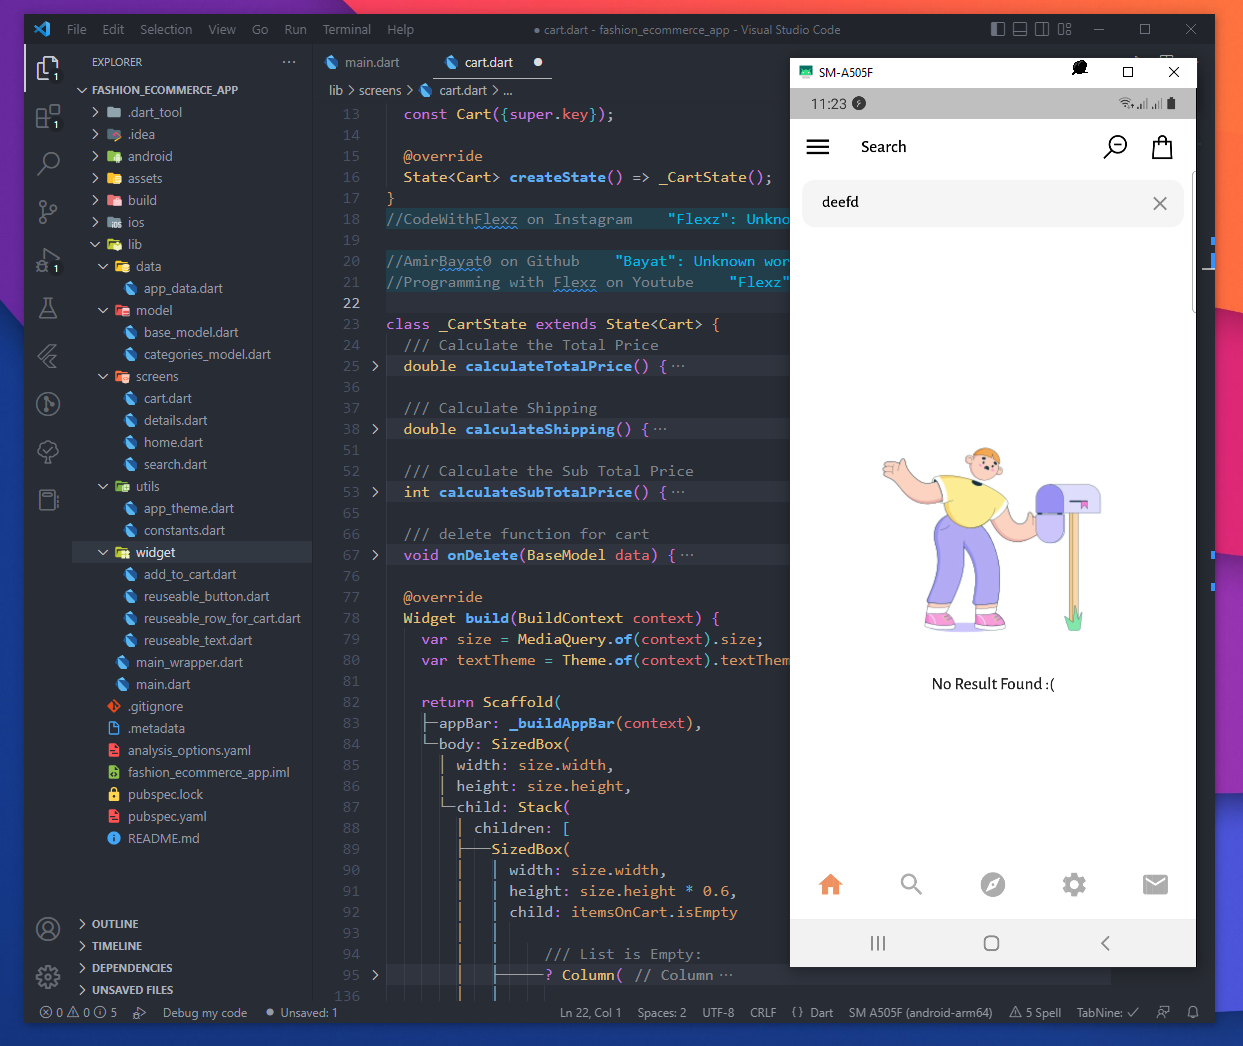 File Edit Selection View Go Run Terminal Help
● cart.dart - fashion_ecommerce_app - Visual Studio Code
EXPLORER
FASHION_ECOMMERCE_APP
.dart_tool
.idea
android
assets
build
ios
lib
data
app_data.dart
model
base_model.dart
categories_model.dart
screens
cart.dart
details.dart
home.dart
search.dart
utils
app_theme.dart
constants.dart
widget
add_to_cart.dart
reuseable_button.dart
reuseable_row_for_cart.dart
reuseable_text.dart
main_wrapper.dart
main.dart
.gitignore
.metadata
analysis_options.yaml
fashion_ecommerce_app.iml
pubspec.lock
pubspec.yaml
README.md
OUTLINE
TIMELINE
DEPENDENCIES
UNSAVED FILES
1
1
1
main.dart
cart.dart
lib > screens > cart.dart > ...
13 const Cart({super.key});
14
15 @override
16 State<Cart> createState() => _CartState();
17 }
18 //CodeWithFlexz on Instagram "Flexz": Unkno
19
20 //AmirBayat0 on Github "Bayat": Unknown wor
21 //Programming with Flexz on Youtube "Flexz"
22
23 class _CartState extends State<Cart> {
24 /// Calculate the Total Price
25 double calculateTotalPrice() { ...
36
37 /// Calculate Shipping
38 double calculateShipping() { ...
51
52 /// Calculate the Sub Total Price
53 int calculateSubTotalPrice() { ...
65
66 /// delete function for cart
67 void onDelete(BaseModel data) { ...
76
77 @override
78 Widget build(BuildContext context) {
79 var size = MediaQuery.of(context).size;
80 var textTheme = Theme.of(context).textThem
81
82 return Scaffold(
83 appBar: _buildAppBar(context),
84 body: SizedBox(
85 width: size.width,
86 height: size.height,
87 child: Stack(
88 children: [
89 SizedBox(
90 width: size.width,
91 height: size.height * 0.6,
92 child: itemsOnCart.isEmpty
93
94 /// List is Empty:
95 ? Column( // Column ...
136
SM-A505F
11:23
Search
deefd
No Result Found :(
0 0 5 Debug my code ● Unsaved: 1 Ln 22, Col 1 Spaces: 2 UTF-8 CRLF {} Dart SM A505F (android-arm64) 5 Spell TabNine: ✓